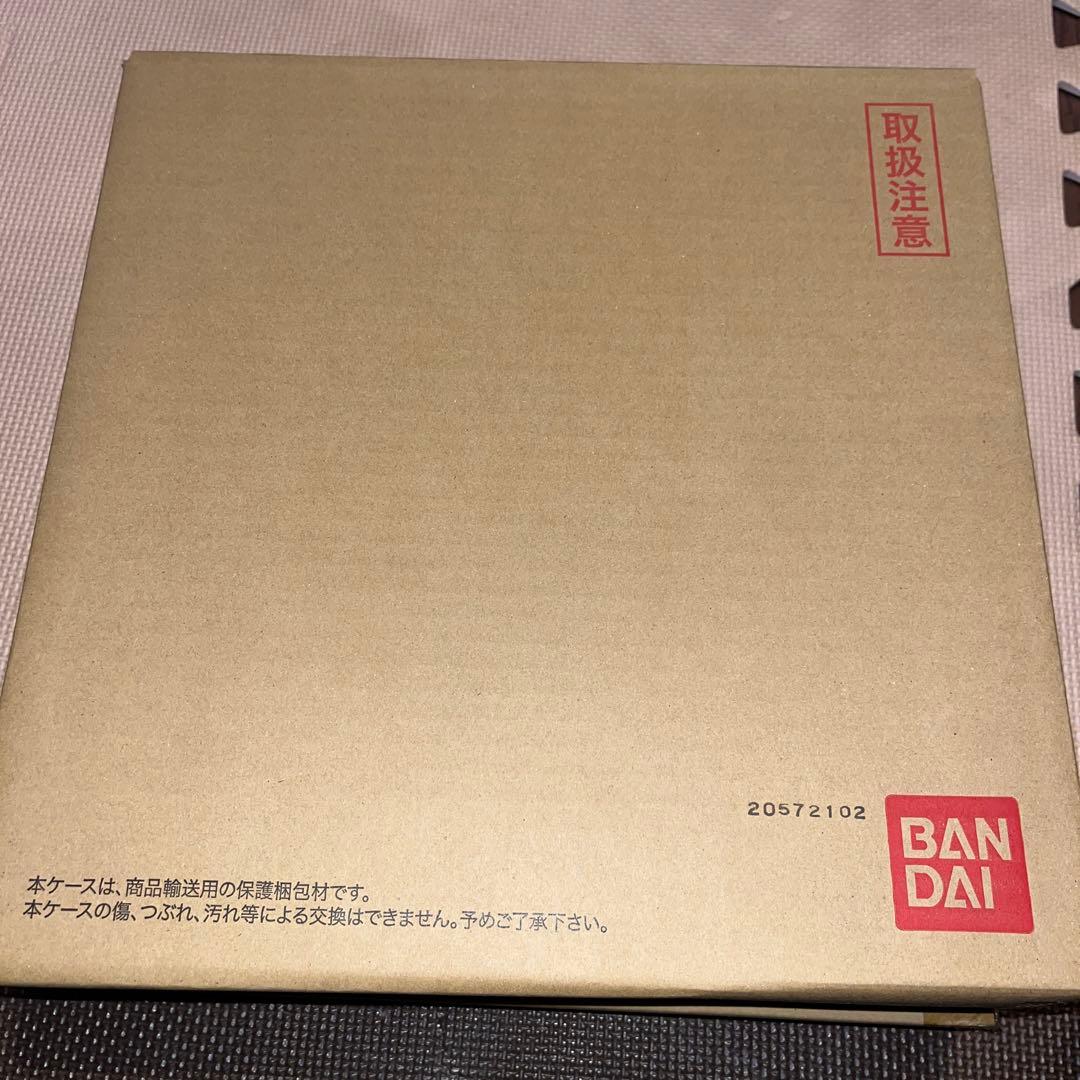 取扱注意
20572102
BAN
DAI
本ケースは、商品輸送用の保護梱包材です。
本ケースの傷、つぶれ、汚れ等による交換はできません。予めご了承下さい。